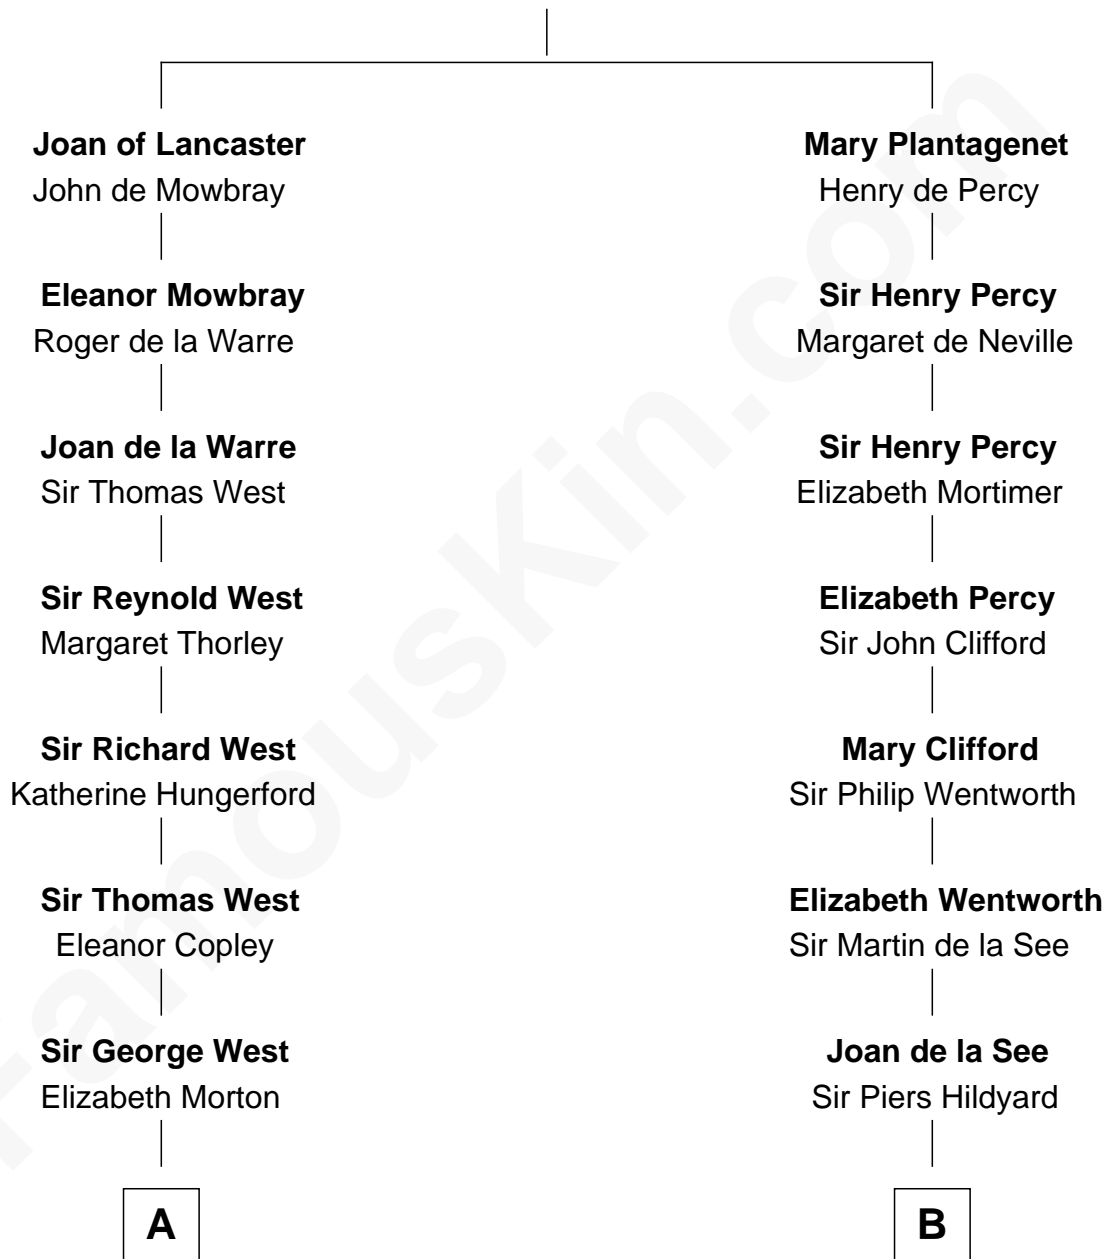 Joan of Lancaster
John de Mowbray
Eleanor Mowbray
Roger de la Warre
Joan de la Warre
Sir Thomas West
Sir Reynold West
Margaret Thorley
Sir Richard West
Katherine Hungerford
Sir Thomas West
Eleanor Copley
Sir George West
Elizabeth Morton
A
Mary Plantagenet
Henry de Percy
Sir Henry Percy
Margaret de Neville
Sir Henry Percy
Elizabeth Mortimer
Elizabeth Percy
Sir John Clifford
Mary Clifford
Sir Philip Wentworth
Elizabeth Wentworth
Sir Martin de la See
Joan de la See
Sir Piers Hildyard
B
FamousKin.com